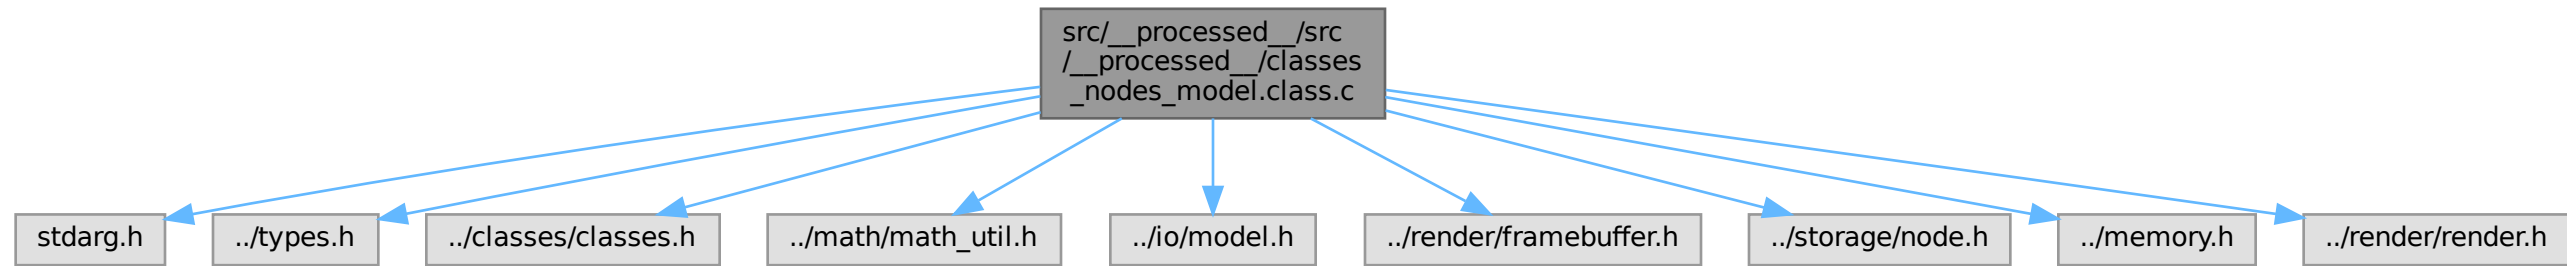 src/__processed__/src
/__processed__/classes
_nodes_model.class.c
stdarg.h
../types.h
../classes/classes.h
../math/math_util.h
../io/model.h
../render/framebuffer.h
../storage/node.h
../memory.h
../render/render.h